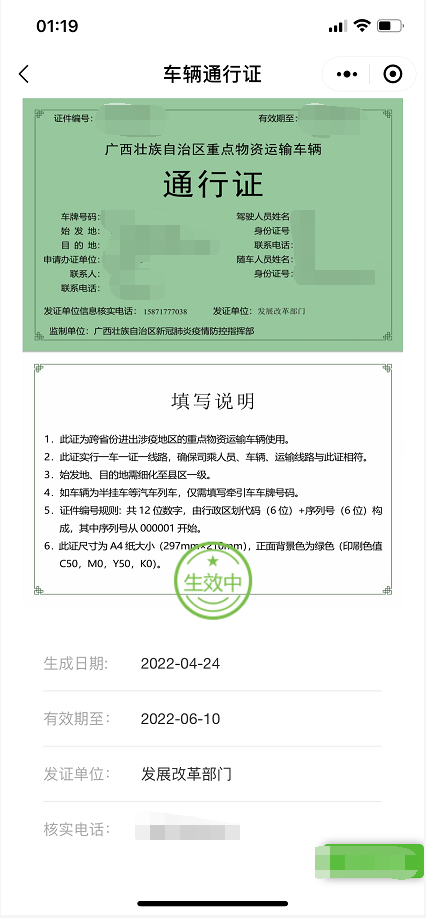 01:19
车辆通行证
证件编号：
有效期至：
广西壮族自治区重点物资运输车辆
通行证
车牌号码：
驾驶人员姓名
始 发 地：
身份证号
目 的 地：
联系电话：
申请办证单位：
随车人员姓名：
联系人：
身份证号：
联系电话：
发证单位信息核实电话： 15871777038 发证单位： 发展改革部门
监制单位：广西壮族自治区新冠肺炎疫情防控指挥部
填写说明
1．此证为跨省份进出涉疫地区的重点物资运输车辆使用。
2．此证实行一车一证一线路，确保司乘人员、车辆、运输线路与此证相符。
3．始发地、目的地需细化至县区一级。
4．如车辆为半挂车等汽车列车，仅需填写牵引车车牌号码。
5．证件编号规则：共 12 位数字，由行政区划代码（6 位）+序列号（6 位）构
成，其中序列号从 000001 开始。
6．此证尺寸为 A4 纸大小（297mm×210mm），正面背景色为绿色（印刷色值
C50，M0，Y50，K0）。
生效中
生成日期: 2022-04-24
有效期至： 2022-06-10
发证单位： 发展改革部门
核实电话：